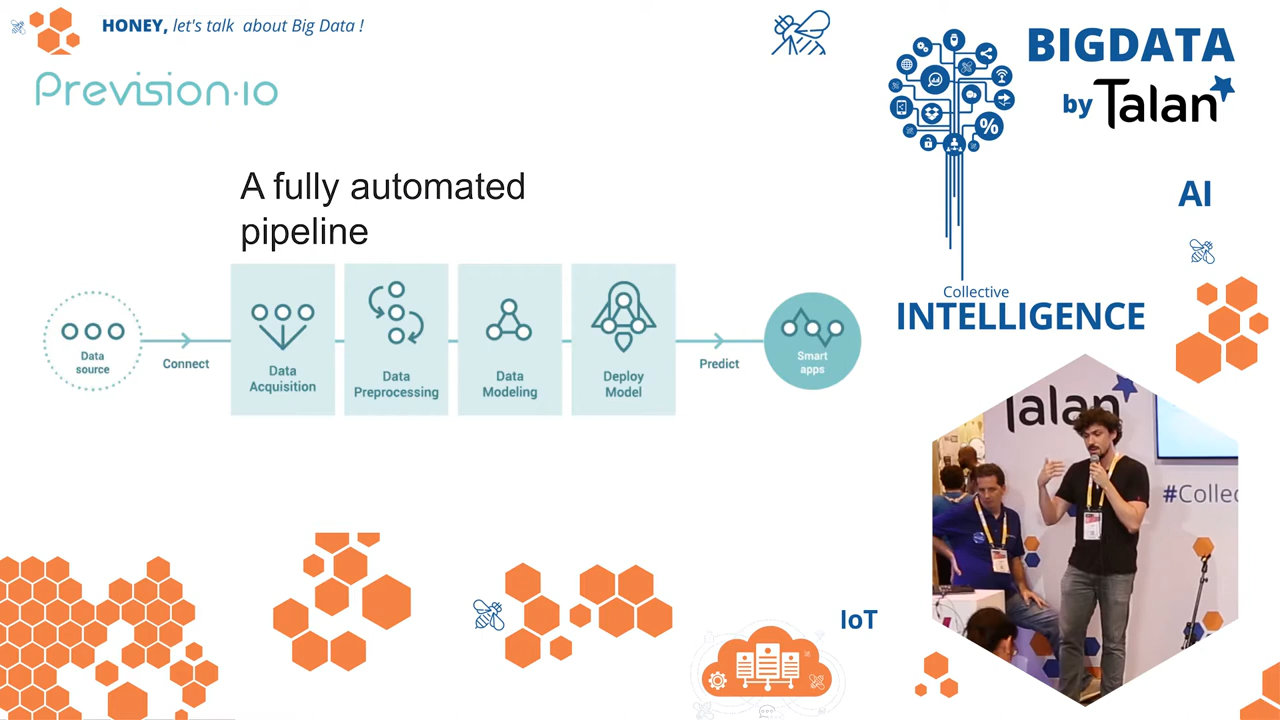 HONEY, let's talk about Big Data !
Prevision·io
BIGDATA
by Talan
%
AI
A fully automated
pipeline
Data
source
Connect
Data
Acquisition
Data
Preprocessing
Data
Modeling
Deploy
Model
Predict
Smart
apps
Collective
INTELLIGENCE
Talan
#Collec
IoT